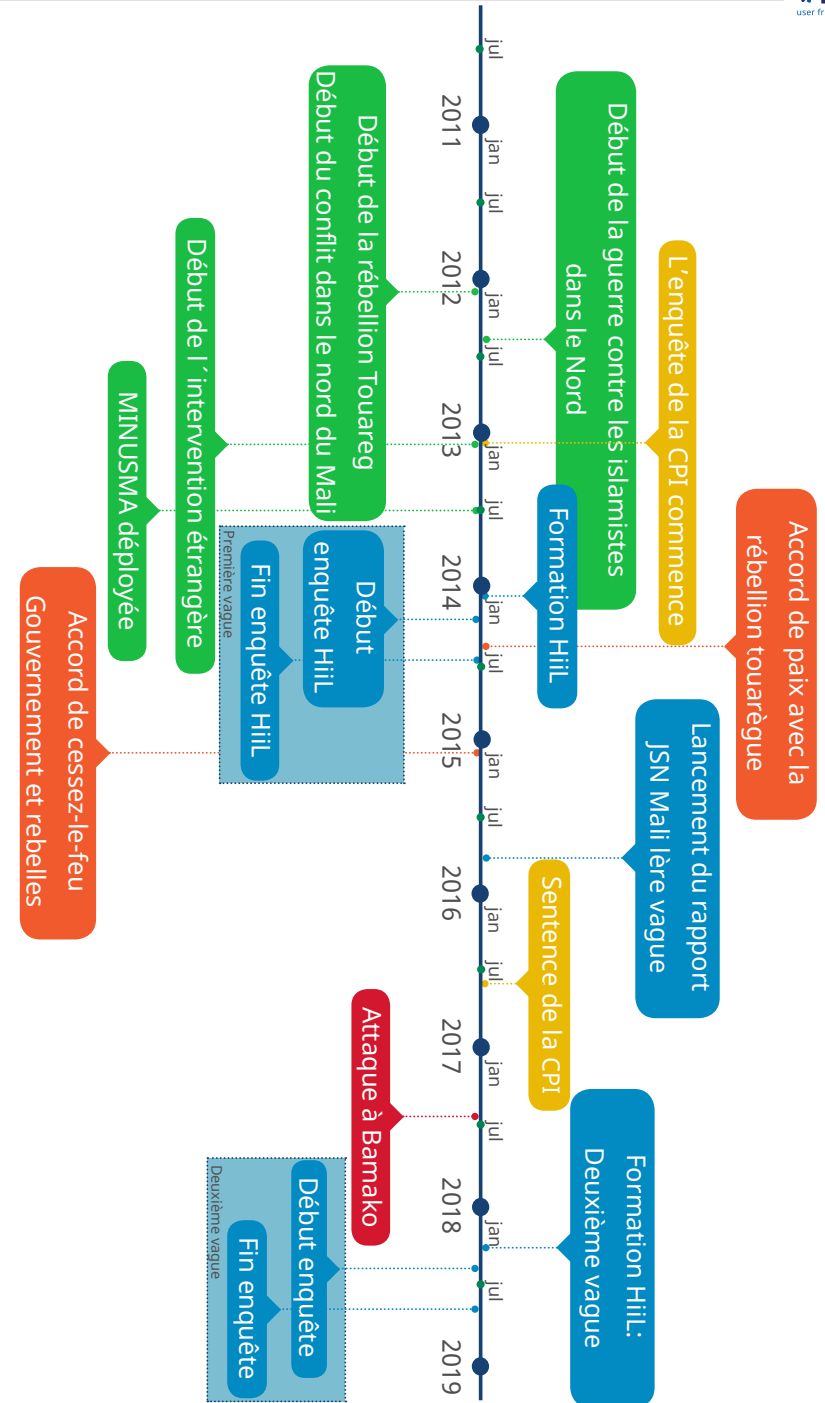 user fr
Accord de paix avec la
rébellion touarègue
L'enquête de la CPI commence
Lancement du rapport
JSN Mali Ière vague
Début de la guerre contre les islamistes
dans le Nord
Formation HiiL:
Deuxième vague
Formation HiiL
Sentence de la CPI
jul
jan
jul
jan
jul
jan
jul
jan
jul
jan
jul
jan
jul
jan
jul
jan
jul
2011
2012
2013
2014
2015
2016
2017
2018
2019
Début de la rébellion Touareg
Début du conflit dans le nord du Mali
Début
enquête HiiL
Fin enquête HiiL
Première vague
Attaque à Bamako
Début enquête
Fin enquête
Deuxième vague
Début de l´intervention étrangère
MINUSMA déployée
Accord de cessez-le-feu
Gouvernement et rebelles